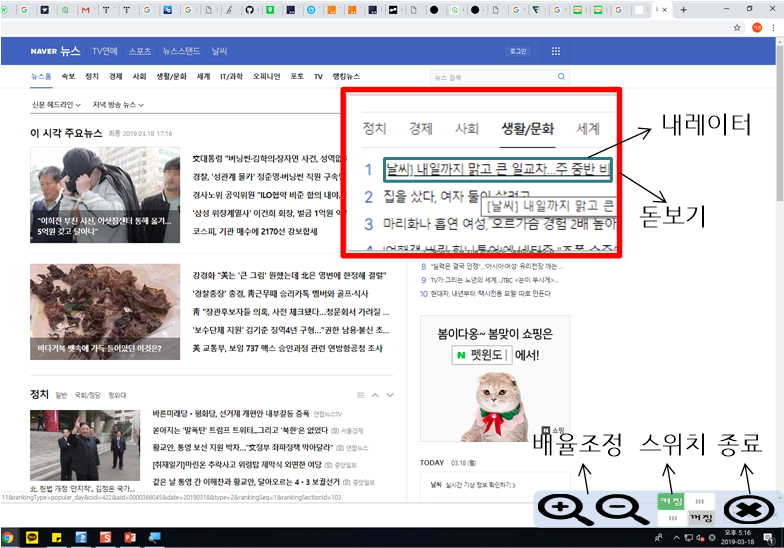 NAVER 뉴스 TV연예 스포츠 뉴스스탠드 날씨 로그인
뉴스홈 속보 정치 경제 사회 생활/문화 세계 IT/과학 오피니언 포토 TV 랭킹뉴스 뉴스 검색
신문 헤드라인 저녁 방송 뉴스
이 시각 주요뉴스 최종 2019.03.18 17:16
"이희진 부친 시신, 이삿짐센터 통해 옮기...
5억원 갖고 달아나"
文대통령 "버닝썬·김학의·장자연 사건, 성역없
경찰, '성관계 몰카' 정준영·버닝썬 직원 구속영
경사노위 공익위원 "ILO협약 비준 합의 내야
'삼성 위장계열사' 이건희 회장, 벌금 1억원 약
코스피, 기관 매수에 2170선 강보합세
정치 경제 사회 생활/문화 세계
1 [날씨] 내일까지 맑고 큰 일교차...주 중반 비
2 집을 샀다, 여자 둘이 살려고
[날씨] 내일까지 맑고 큰
3 마리화나 흡연 여성, 오르가슴 경험 2배 높아
내레이터
돋보기
8 "실력은 결국 인정"...'아시아 여성' 유리천장 깨는 ...
9 TV가 그리는 노년의 세계...JTBC <눈이 부시게>...
10 현대차, 내년부터 '택시전용 모델' 따로 만든다
바다거북 뱃속에 가득 들어있던 이것은?
강경화 "美는 '큰 그림' 원했는데 北은 영변에 한정해 결렬"
'경찰총장' 총경, 靑근무때 승리카톡 멤버와 골프·식사
靑 "장관후보자들 의혹, 사전 체크됐다...청문회서 가려질 ...
'보수단체 지원' 김기춘 징역4년 구형..."권한 남용·불신 초...
美 교통부, 보잉 737 맥스 승인과정 관련 연방항공청 조사
봄이다옹~ 봄맞이 쇼핑은
N 펫윈도 에서!
N 쇼핑
정치 일반 국회/정당 청와대
北 헌법 개정 '만지작'...김정은 국가
바른미래당·평화당, 선거제 개편안 내부갈등 증폭 연합뉴스TV
쏟아지는 '말폭탄' 트럼프 트위터...그리고 '북한'은 없었다 서울경제
황교안, 통영 보선 지원 박차..."文정부 좌파정책 막아달라" 연합뉴스
[취재일기]마린온 추락사고 위령탑 제막식 외면한 여당 중앙일보
같은 날 통영 간 이해찬과 황교안, 달아오르는 4·3 보궐선거 중앙일보
TODAY 03.18 (월)
날씨 실시간 기상 정보 확인하기
배율조정 스위치 종료
켜짐
꺼짐
11&rankingType=popular_day&oid=422&aid=0000366045&date=20190318&type=2&rankingSeq=1&rankingSectionId=103
오후 5:16
2019-03-18